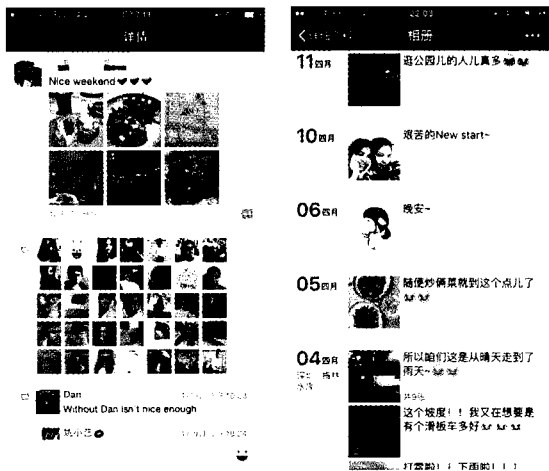 详情
Nice weekend
Dan
Without Dan isn't nice enough
22:03
相册
11四月
逛公园儿的人儿真多
10四月
艰苦的New start~
06四月
晚安~
05四月
随便炒俩菜就到这个点儿了
04四月
所以咱们这是从晴天走到了
雨天~
共9张
这个坡度！！我又在想要是
有个滑板车多好
打雷啦！！下雨啦！！！